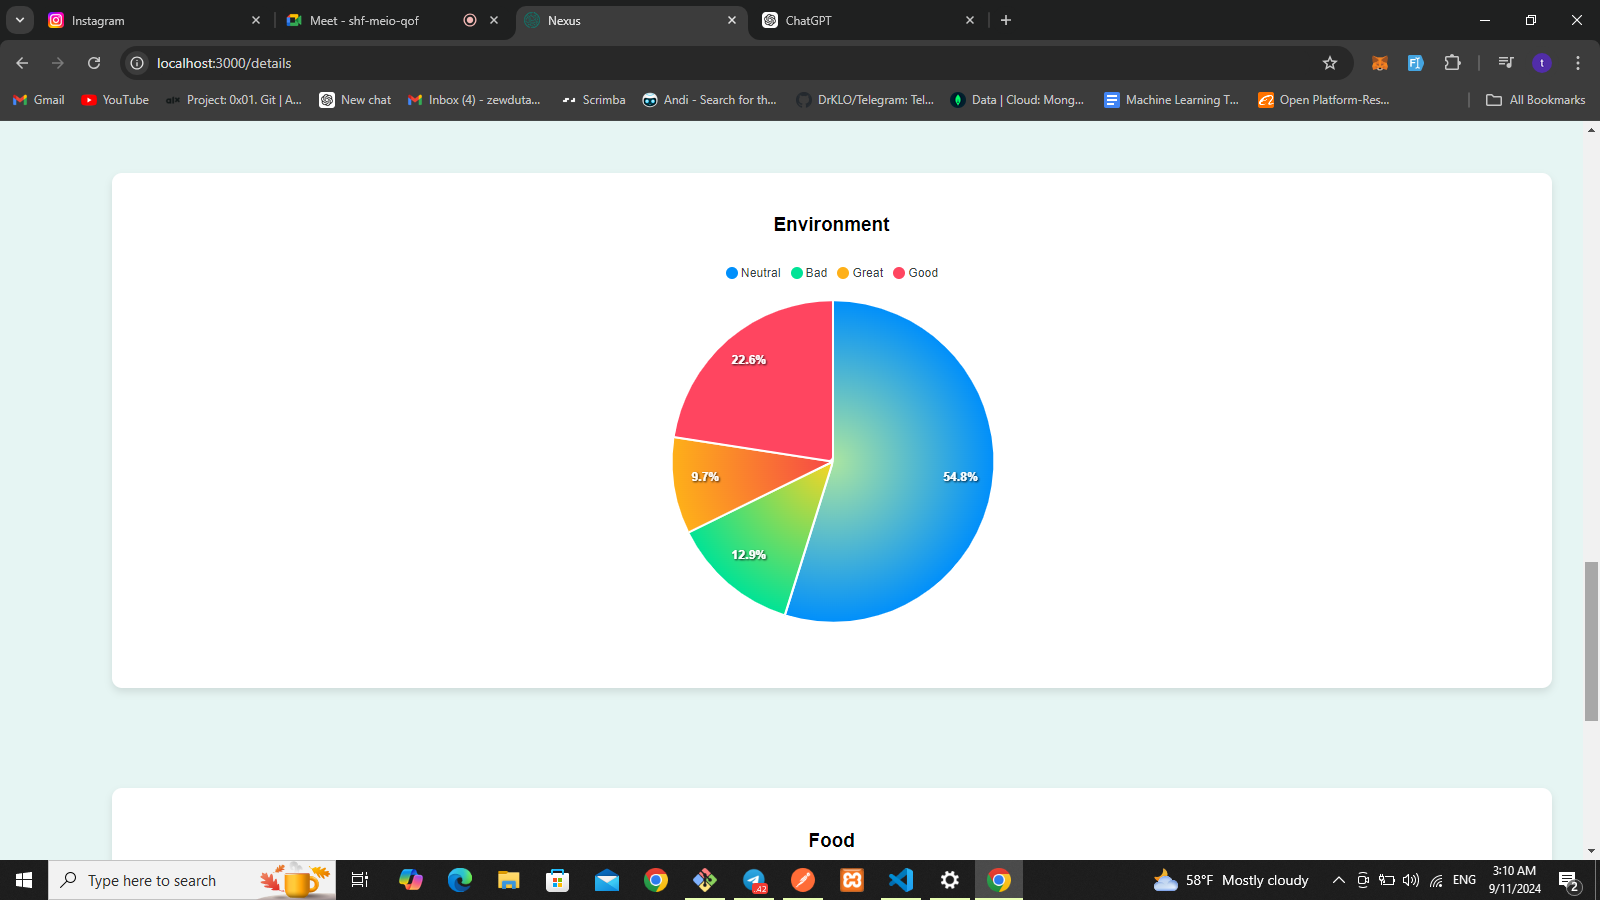 Instagram
Meet - shf-meio-qof
Nexus
ChatGPT
localhost:3000/details
t
Gmail
YouTube
Project: 0x01. Git | A...
New chat
Inbox (4) - zewduta...
Scrimba
Andi - Search for th...
DrKLO/Telegram: Tel...
Data | Cloud: Mong...
Machine Learning T...
Open Platform-Res...
All Bookmarks
Environment
Neutral Bad Great Good
22.6%
9.7%
54.8%
12.9%
Food
Type here to search
42
58°F Mostly cloudy
ENG
3:10 AM
9/11/2024
2